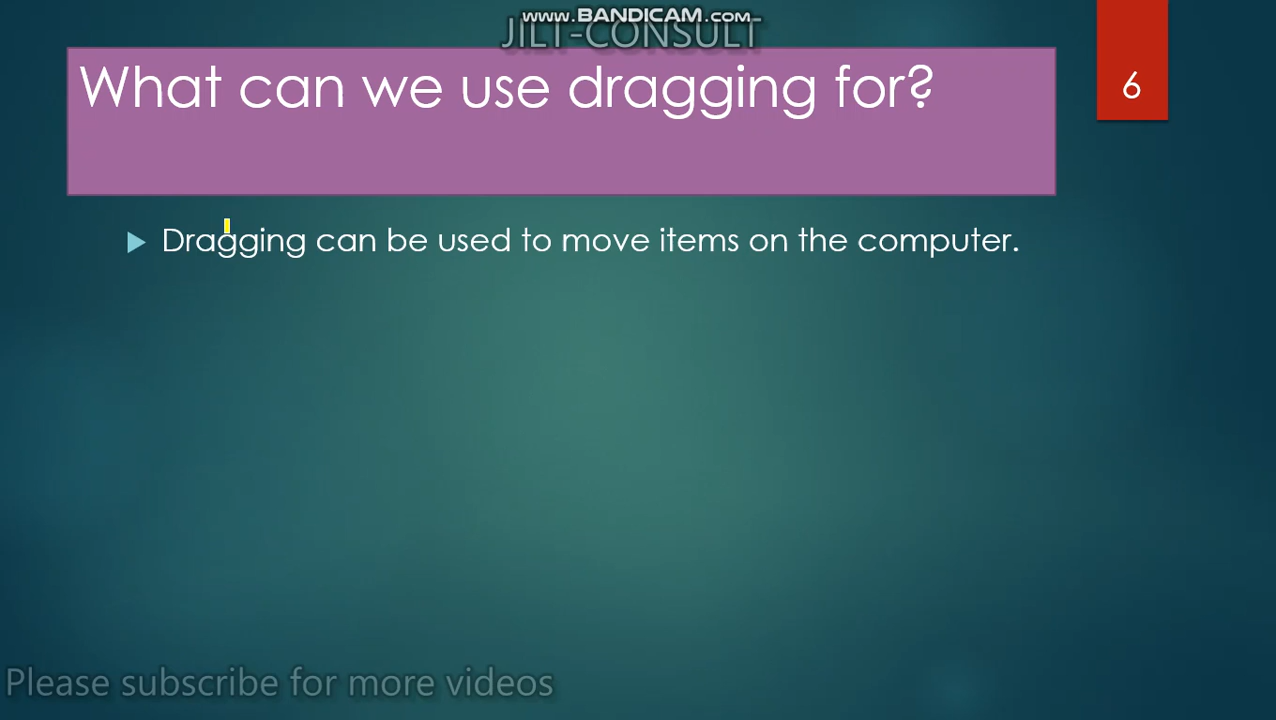 www.BANDICAM.com
JILT-CONSULT
What can we use dragging for?
6
Dragging can be used to move items on the computer.
Please subscribe for more videos